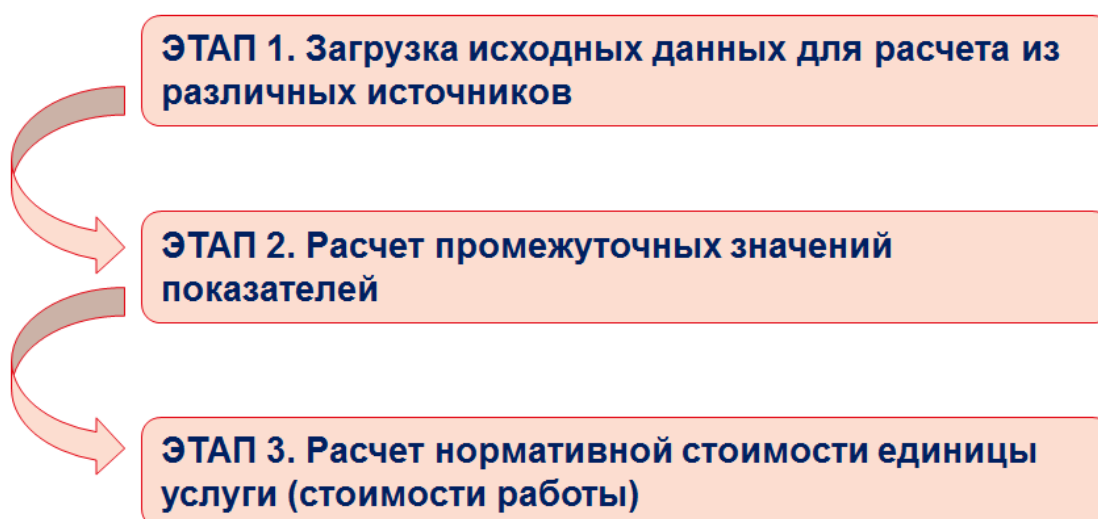 ЭТАП 1. Загрузка исходных данных для расчета из
различных источников
ЭТАП 2. Расчет промежуточных значений
показателей
ЭТАП 3. Расчет нормативной стоимости единицы
услуги (стоимости работы)